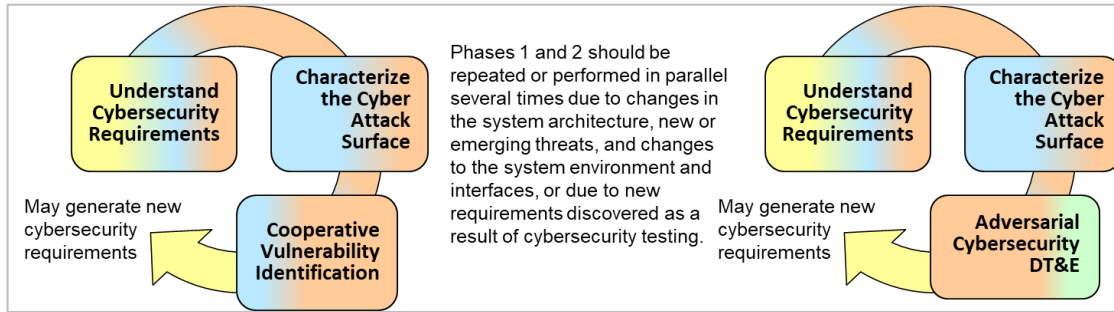 Understand
Cybersecurity
Requirements
Characterize
the Cyber
Attack
Surface
May generate new
cybersecurity
requirements
Cooperative
Vulnerability
Identification
Phases 1 and 2 should be
repeated or performed in parallel
several times due to changes in
the system architecture, new or
emerging threats, and changes
to the system environment and
interfaces, or due to new
requirements discovered as a
result of cybersecurity testing.
Understand
Cybersecurity
Requirements
Characterize
the Cyber
Attack
Surface
May generate new
cybersecurity
requirements
Adversarial
Cybersecurity
DT&E